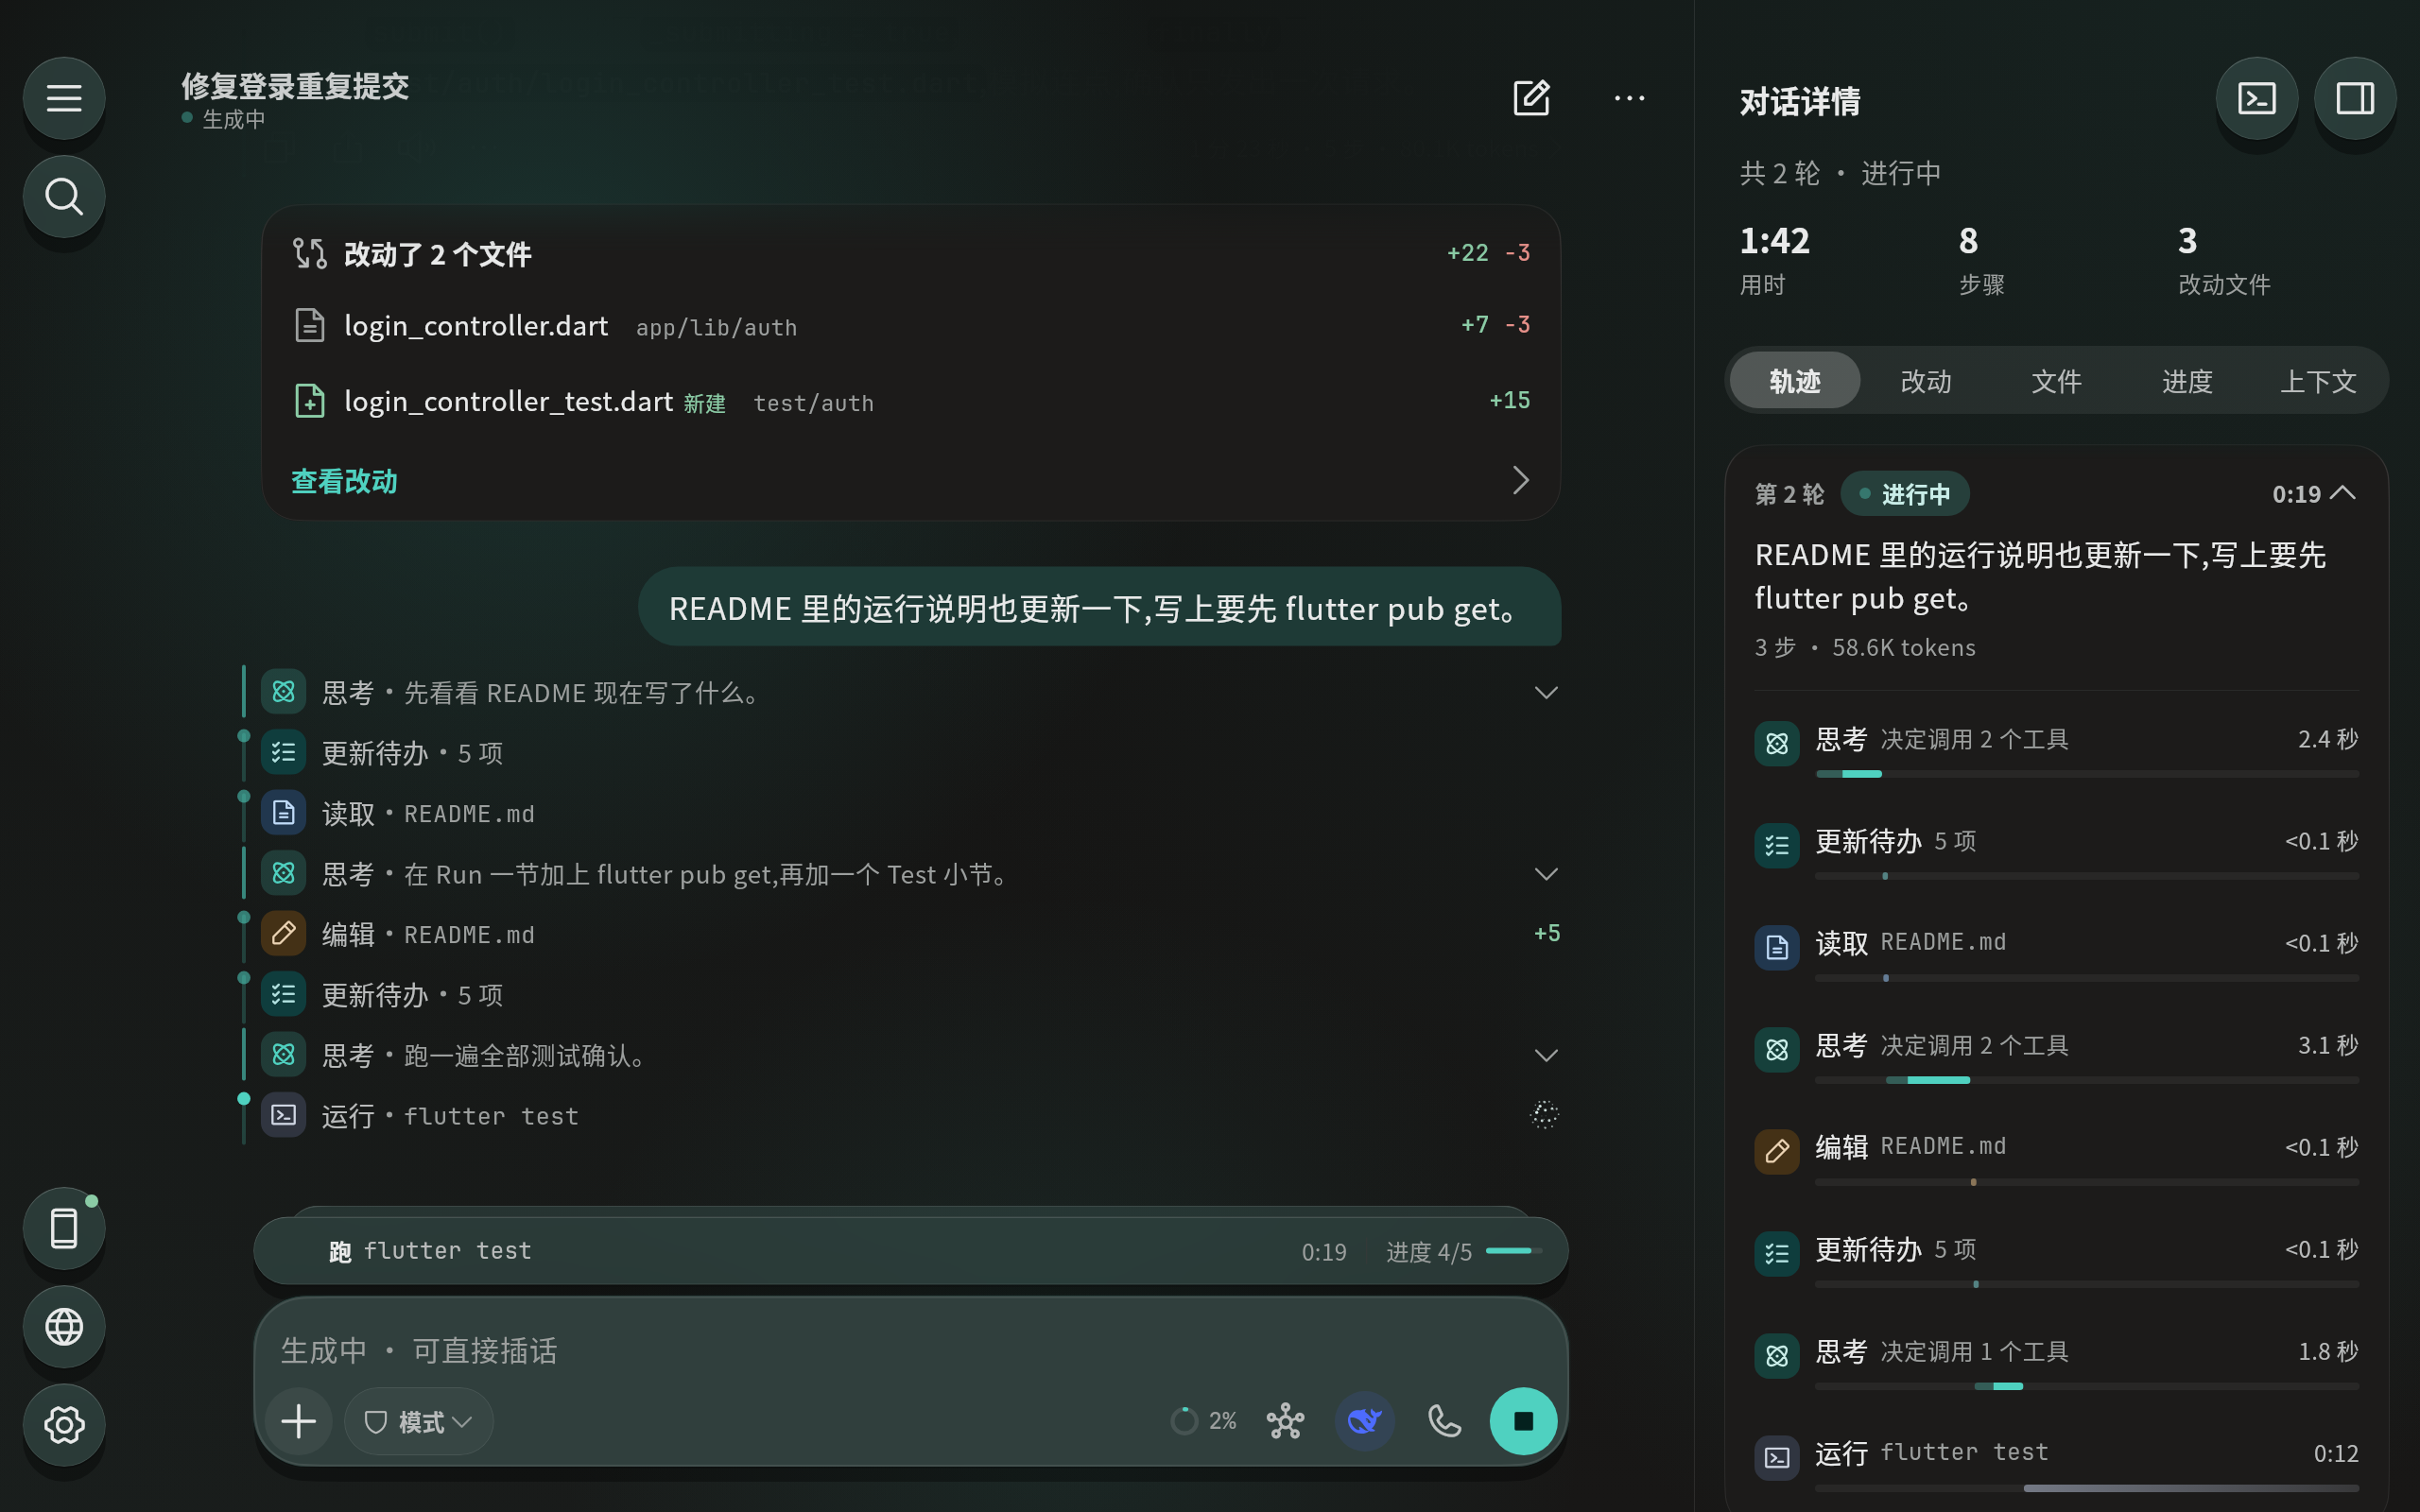 修复登录重复提交
生成中
改动了 2 个文件 +22 -3
login_controller.dart app/lib/auth +7 -3
login_controller_test.dart 新建 test/auth +15
查看改动
README 里的运行说明也更新一下,写上要先 flutter pub get。
思考 • 先看看 README 现在写了什么。
更新待办 • 5 项
读取 • README.md
思考 • 在 Run 一节加上 flutter pub get,再加一个 Test 小节。
编辑 • README.md +5
更新待办 • 5 项
思考 • 跑一遍全部测试确认。
运行 • flutter test
跑 flutter test 0:19 进度 4/5
生成中 • 可直接插话
模式 2%
对话详情
共 2 轮 • 进行中
1:42 8 3
用时 步骤 改动文件
轨迹 改动 文件 进度 上下文
第 2 轮 进行中 0:19
README 里的运行说明也更新一下,写上要先
flutter pub get。
3 步 • 58.6K tokens
思考 决定调用 2 个工具 2.4 秒
更新待办 5 项 <0.1 秒
读取 README.md <0.1 秒
思考 决定调用 2 个工具 3.1 秒
编辑 README.md <0.1 秒
更新待办 5 项 <0.1 秒
思考 决定调用 1 个工具 1.8 秒
运行 flutter test 0:12